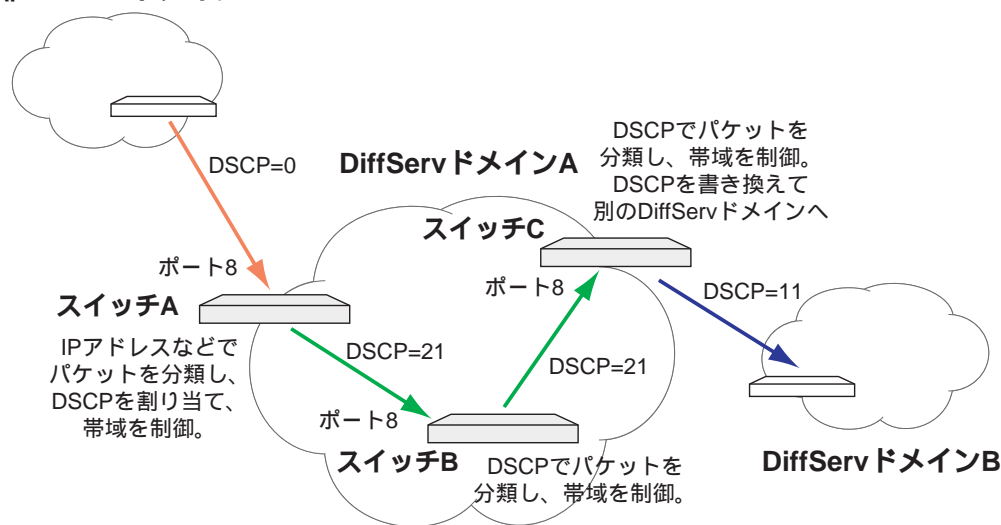 DSCP=0
DiffServドメインA
DSCPでパケットを
分類し、帯域を制御。
DSCPを書き換えて
別のDiffServドメインへ
スイッチC
ポート8
スイッチA
ポート8
DSCP=11
IPアドレスなどで
パケットを分類し、
DSCPを割り当て、
帯域を制御。
DSCP=21
DSCP=21
ポート8
スイッチB
DSCPでパケットを
分類し、帯域を制御。
DiffServドメインB